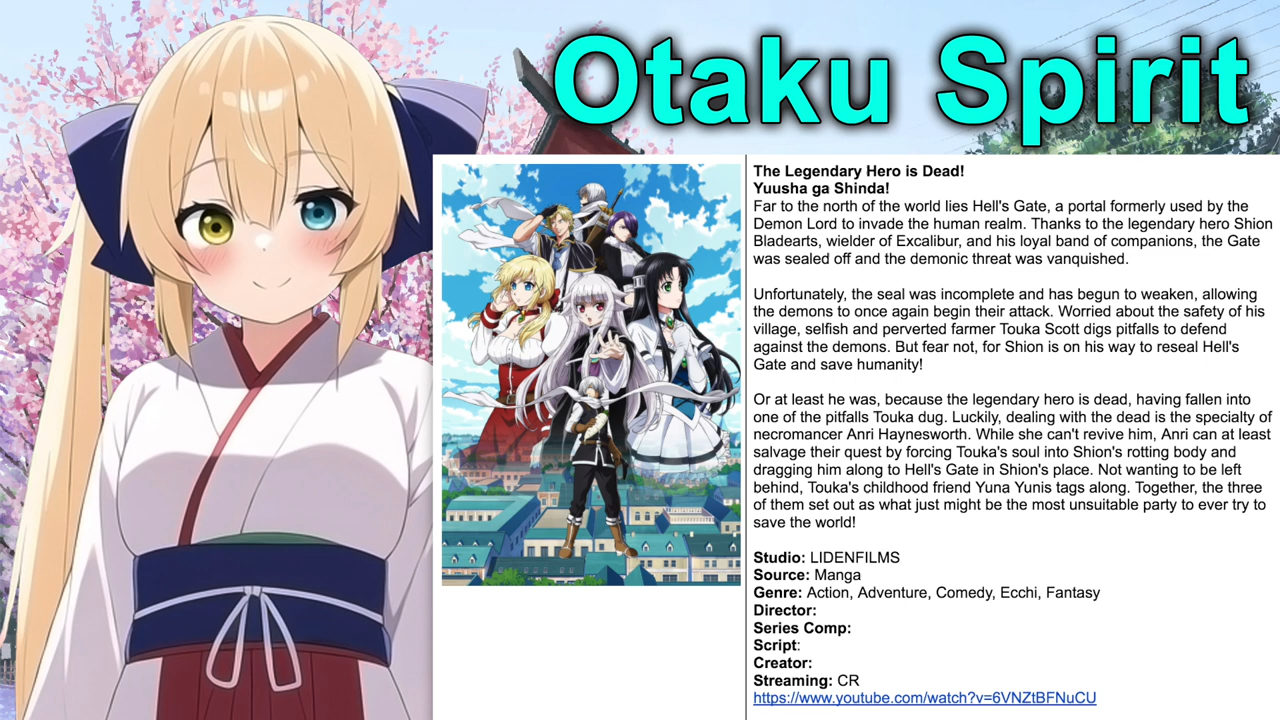 Otaku Spirit
The Legendary Hero is Dead!
Yuusha ga Shinda!
Far to the north of the world lies Hell's Gate, a portal formerly used by the
Demon Lord to invade the human realm. Thanks to the legendary hero Shion
Bladearts, wielder of Excalibur, and his loyal band of companions, the Gate
was sealed off and the demonic threat was vanquished.
Unfortunately, the seal was incomplete and has begun to weaken, allowing
the demons to once again begin their attack. Worried about the safety of his
village, selfish and perverted farmer Touka Scott digs pitfalls to defend
against the demons. But fear not, for Shion is on his way to reseal Hell's
Gate and save humanity!
Or at least he was, because the legendary hero is dead, having fallen into
one of the pitfalls Touka dug. Luckily, dealing with the dead is the specialty of
necromancer Anri Haynesworth. While she can't revive him, Anri can at least
salvage their quest by forcing Touka's soul into Shion's rotting body and
dragging him along to Hell's Gate in Shion's place. Not wanting to be left
behind, Touka's childhood friend Yuna Yunis tags along. Together, the three
of them set out as what just might be the most unsuitable party to ever try to
save the world!
Studio: LIDENFILMS
Source: Manga
Genre: Action, Adventure, Comedy, Ecchi, Fantasy
Director:
Series Comp:
Script:
Creator:
Streaming: CR
https://www.youtube.com/watch?v=6VNZtBFNuCU